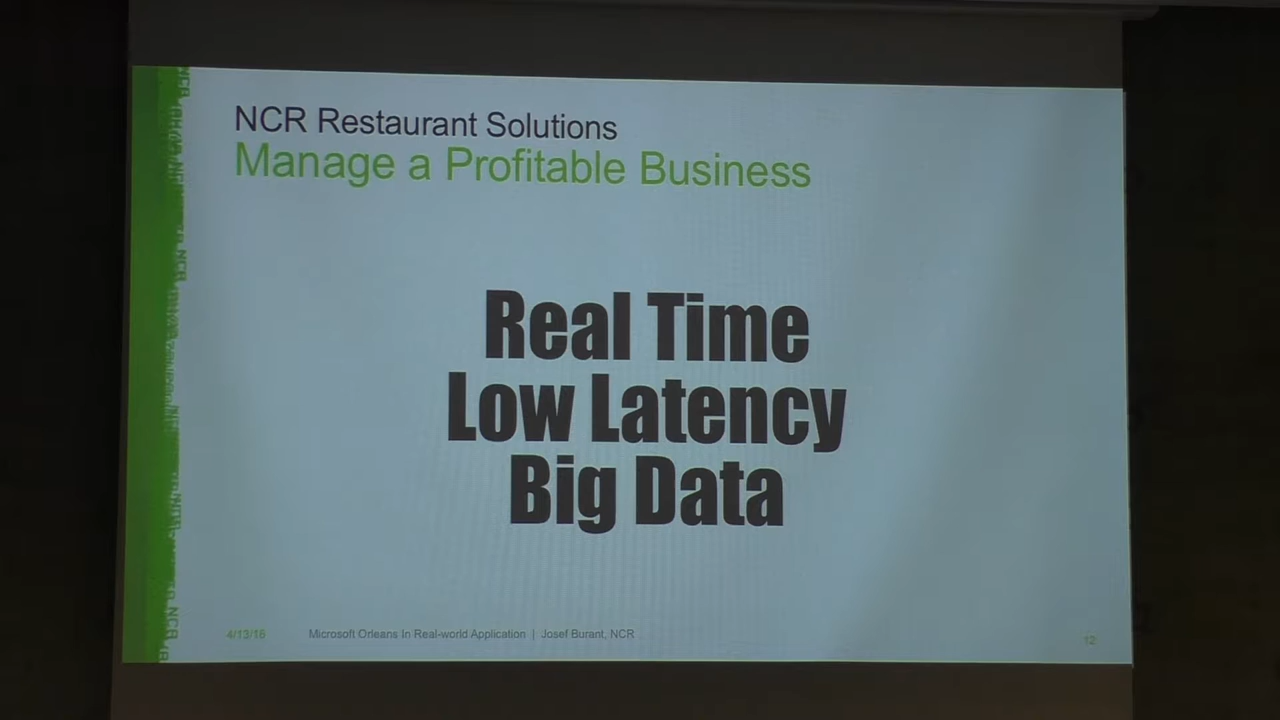 NCR Restaurant Solutions
Manage a Profitable Business
Real Time
Low Latency
Big Data
4/13/16
Microsoft Orleans In Real-world Application | Josef Burant, NCR
12